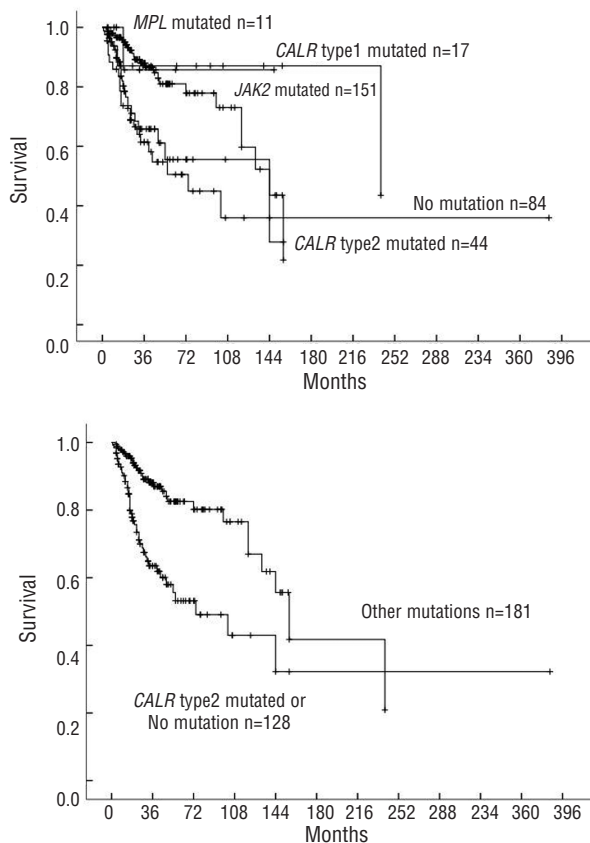 1.0
0.8
0.6
0.4
0.2
0.0
Survival
MPL mutated n=11
CALR type1 mutated n=17
JAK2 mutated n=151
No mutation n=84
CALR type2 mutated n=44
0 36 72 108 144 180 216 252 288 234 360 396
Months
1.0
0.8
0.6
0.4
0.2
0.0
Survival
Other mutations n=181
CALR type2 mutated or
No mutation n=128
0 36 72 108 144 180 216 252 288 234 360 396
Months